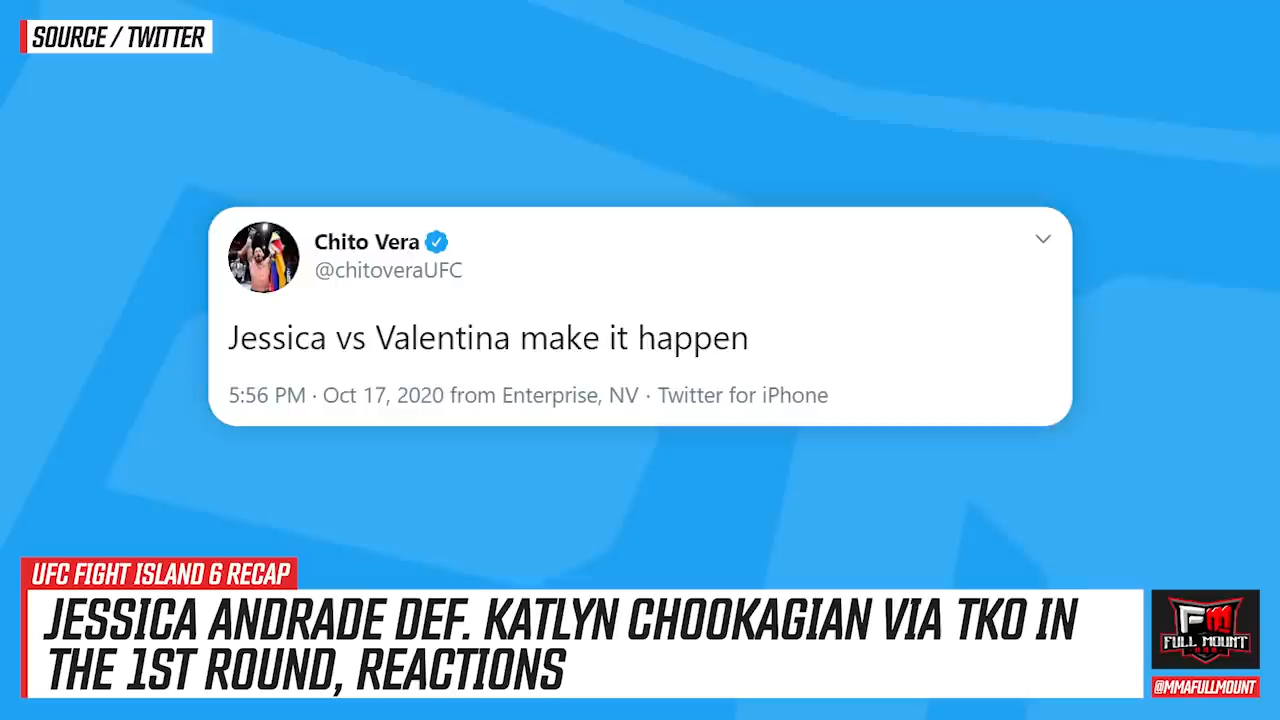 SOURCE / TWITTER
Chito Vera
@chitoveraUFC
Jessica vs Valentina make it happen
5:56 PM · Oct 17, 2020 from Enterprise, NV · Twitter for iPhone
UFC FIGHT ISLAND 6 RECAP
JESSICA ANDRADE DEF. KATLYN CHOOKAGIAN VIA TKO IN
THE 1ST ROUND, REACTIONS
FM
FULL MOUNT
MMA
@MMAFULLMOUNT